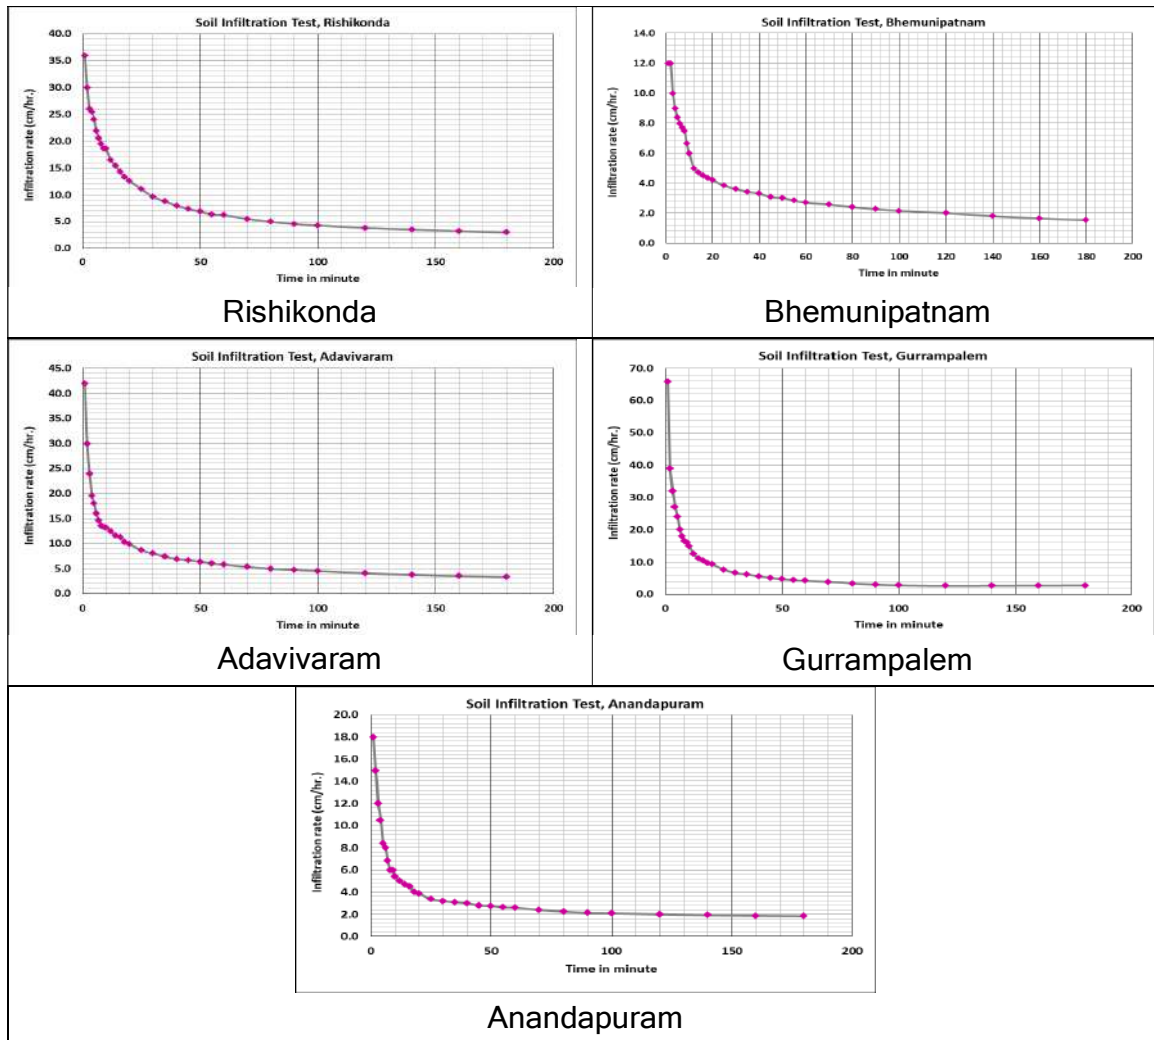 Soil Infiltration Test, Rishikonda
Infiltration rate (cm/hr.)
40.0
35.0
30.0
25.0
20.0
15.0
10.0
5.0
0.0
0 50 100 150 200
Time in minute
Rishikonda
Soil Infiltration Test, Bhemunipatnam
Infiltration rate (cm/hr.)
14.0
12.0
10.0
8.0
6.0
4.0
2.0
0.0
0 20 40 60 80 100 120 140 160 180 200
Time in minute
Bhemunipatnam
Soil Infiltration Test, Adavivaram
Infiltration rate (cm/hr.)
45.0
40.0
35.0
30.0
25.0
20.0
15.0
10.0
5.0
0.0
0 50 100 150 200
Time in minute
Adavivaram
Soil Infiltration Test, Gurrampalem
Infiltration rate (cm/hr.)
70.0
60.0
50.0
40.0
30.0
20.0
10.0
0.0
0 50 100 150 200
Time in minute
Gurrampalem
Soil Infiltration Test, Anandapuram
Infiltration rate (cm/hr.)
20.0
18.0
16.0
14.0
12.0
10.0
8.0
6.0
4.0
2.0
0.0
0 50 100 150 200
Time in minute
Anandapuram